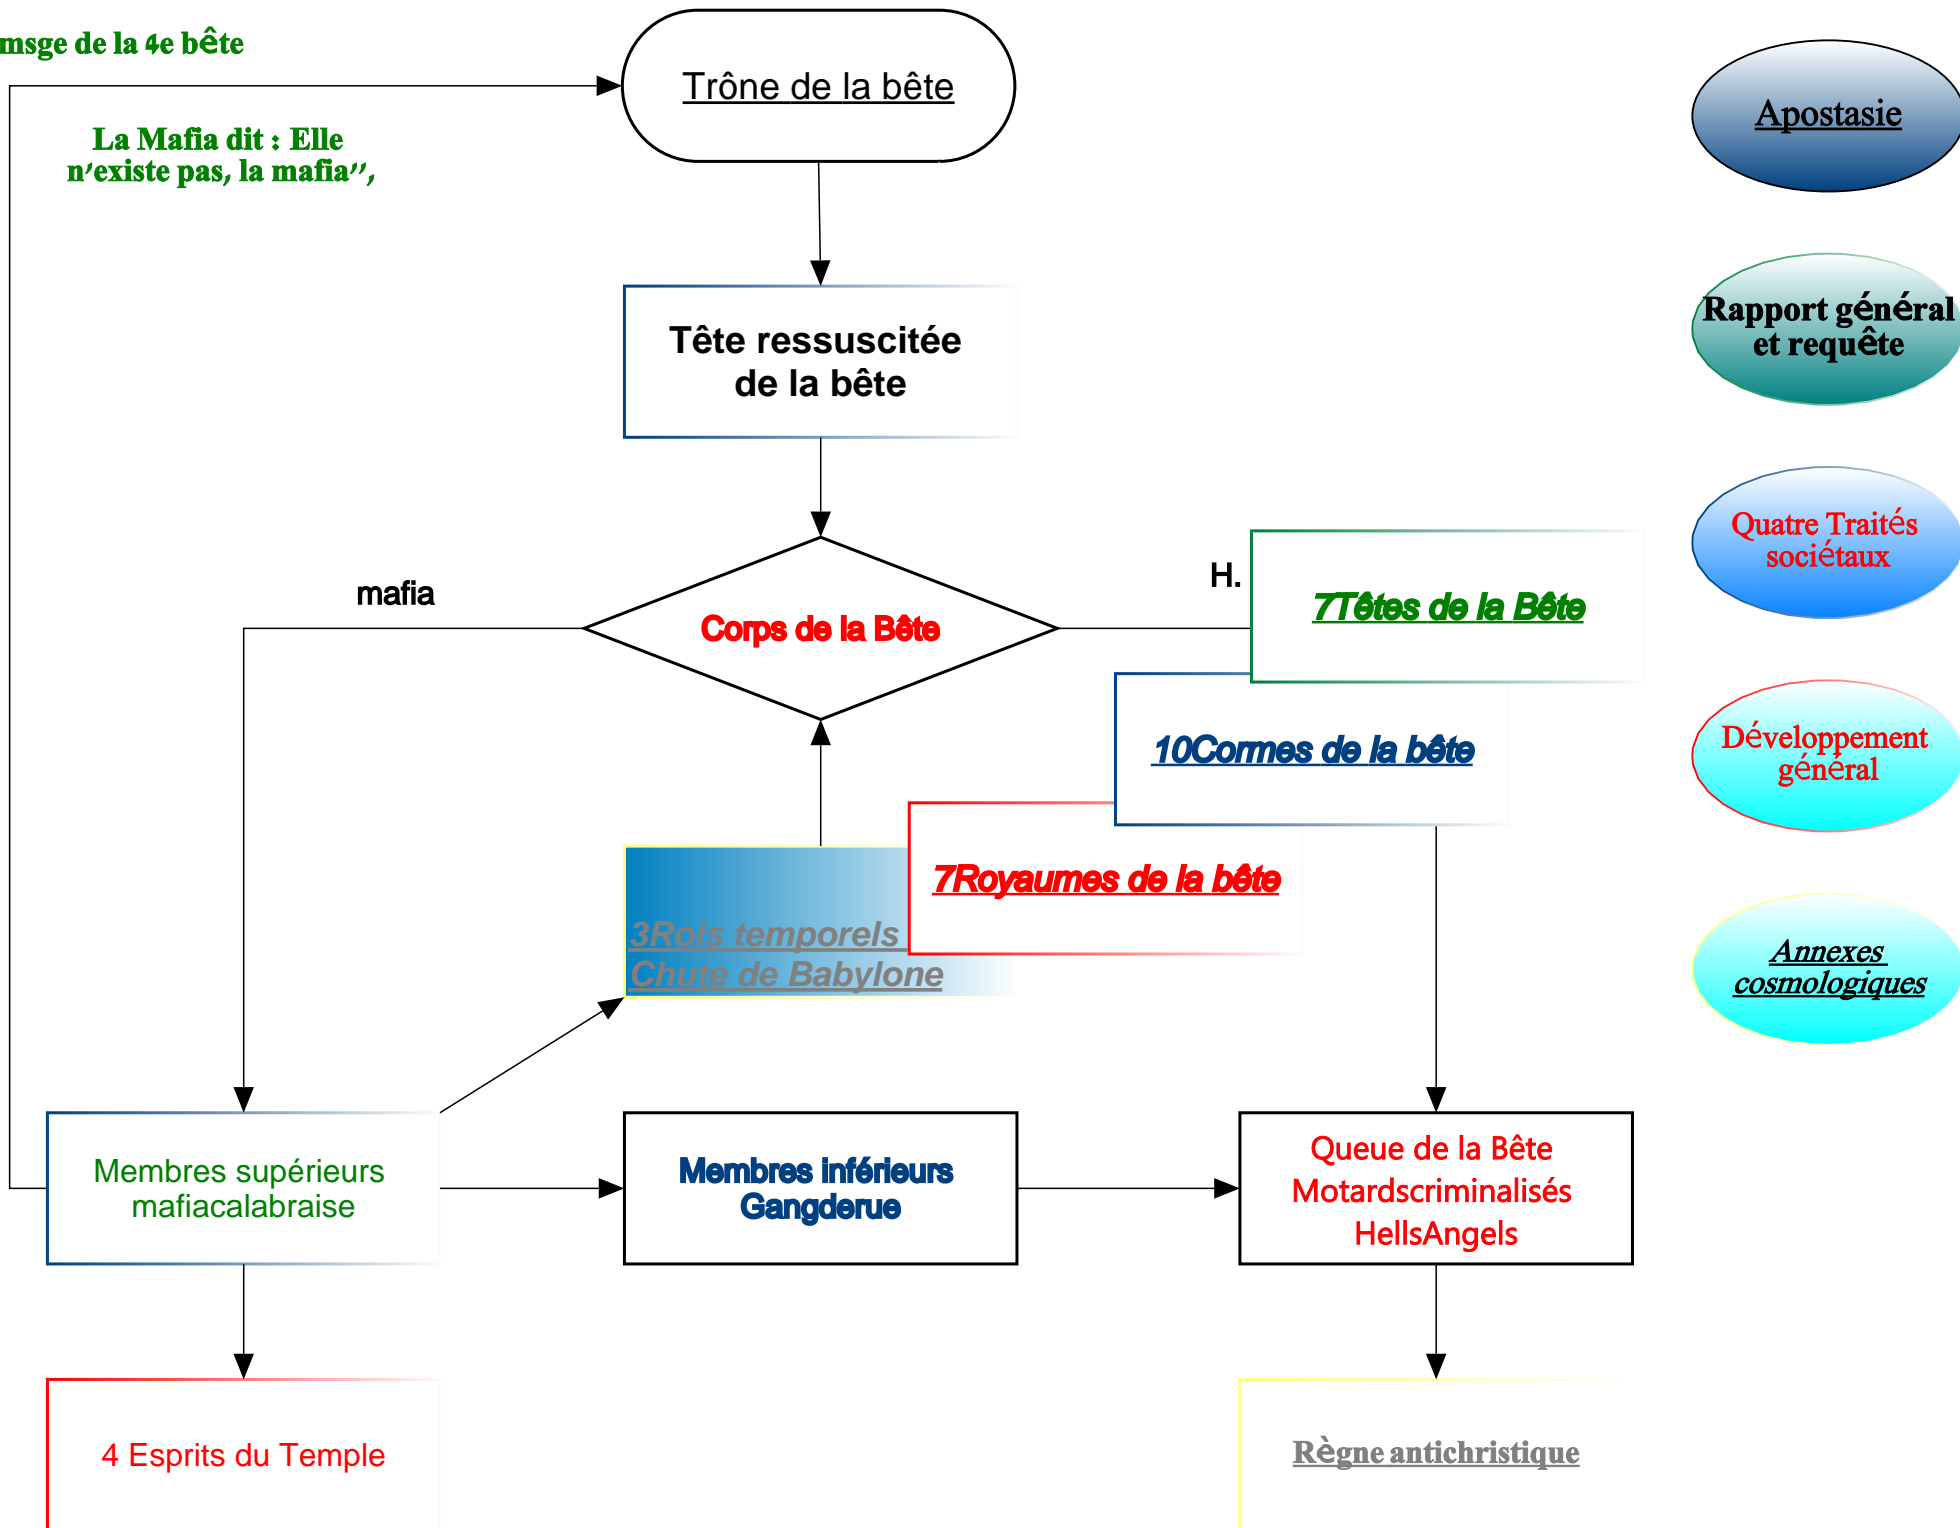 msge de la 4e bête
Trône de la bête
La Mafia dit : Elle
n'existe pas, la mafia'',
Apostasie
Rapport général
et requête
Tête ressuscitée
de la bête
Quatre Traités
sociétaux
mafia
H.
7Têtes de la Bête
Corps de la Bête
10Cornes de la bête
Développement
général
7Royaumes de la bête
3Rois temporels
Chute de Babylone
Annexes
cosmologiques
Membres supérieurs
mafiacalabraise
Membres inférieurs
Gangderue
Queue de la Bête
Motardscriminalisés
HellsAngels
4 Esprits du Temple
Règne antichristique